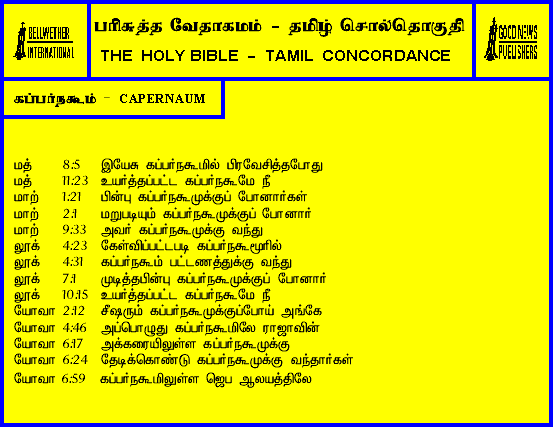 BELLWETHER
INTERNATIONAL
பரிசுத்த வேதாகமம் - தமிழ் சொல்தொகுதி
THE HOLY BIBLE - TAMIL CONCORDANCE
GOOD NEWS
PUBLISHERS
கப்பர்நகூம் - CAPERNAUM
மத் 8:5 இயேசு கப்பர்நகூமில் பிரவேசித்தபோது
மத் 11:23 உயர்த்தப்பட்ட கப்பர்நகூமே நீ
மாற் 1:21 பின்பு கப்பர்நகூமுக்குப் போனார்கள்
மாற் 2:1 மறுபடியும் கப்பர்நகூமுக்குப் போனார்
மாற் 9:33 அவர் கப்பர்நகூமுக்கு வந்து
லூக் 4:23 கேள்விப்பட்டபடி கப்பர்நகூமூரில்
லூக் 4:31 கப்பர்நகூம் பட்டணத்துக்கு வந்து
லூக் 7:1 முடித்தபின்பு கப்பர்நகூமுக்குப் போனார்
லூக் 10:15 உயர்த்தப்பட்ட கப்பர்நகூமே நீ
யோவா 2:12 சீஷரும் கப்பர்நகூமுக்குப்போய் அங்கே
யோவா 4:46 அப்பொழுது கப்பர்நகூமிலே ராஜாவின்
யோவா 6:17 அக்கரையிலுள்ள கப்பர்நகூமுக்கு
யோவா 6:24 தேடிக்கொண்டு கப்பர்நகூமுக்கு வந்தார்கள்
யோவா 6:59 கப்பர்நகூமிலுள்ள ஜெப ஆலயத்திலே